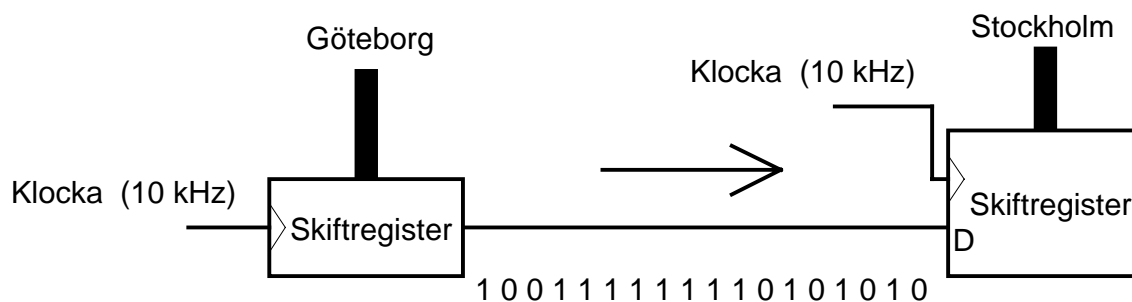 Göteborg
Stockholm
Klocka (10 kHz)
Klocka (10 kHz)
Skiftregister
Skiftregister
D
1 0 0 1 1 1 1 1 1 1 1 0 1 0 1 0 1 0